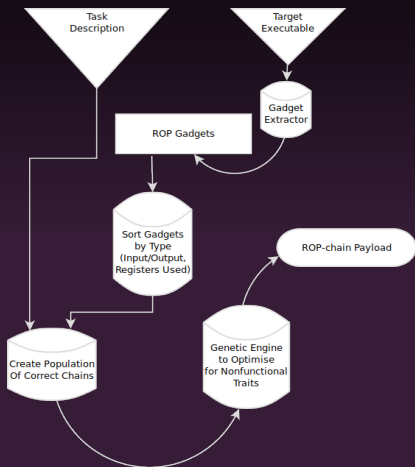 Task
Description
Target
Executable
Gadget
Extractor
ROP Gadgets
Sort Gadgets
by Type
(Input/Output,
Registers Used)
ROP-chain Payload
Create Population
Of Correct Chains
Genetic Engine
to Optimise
for Nonfunctional
Traits